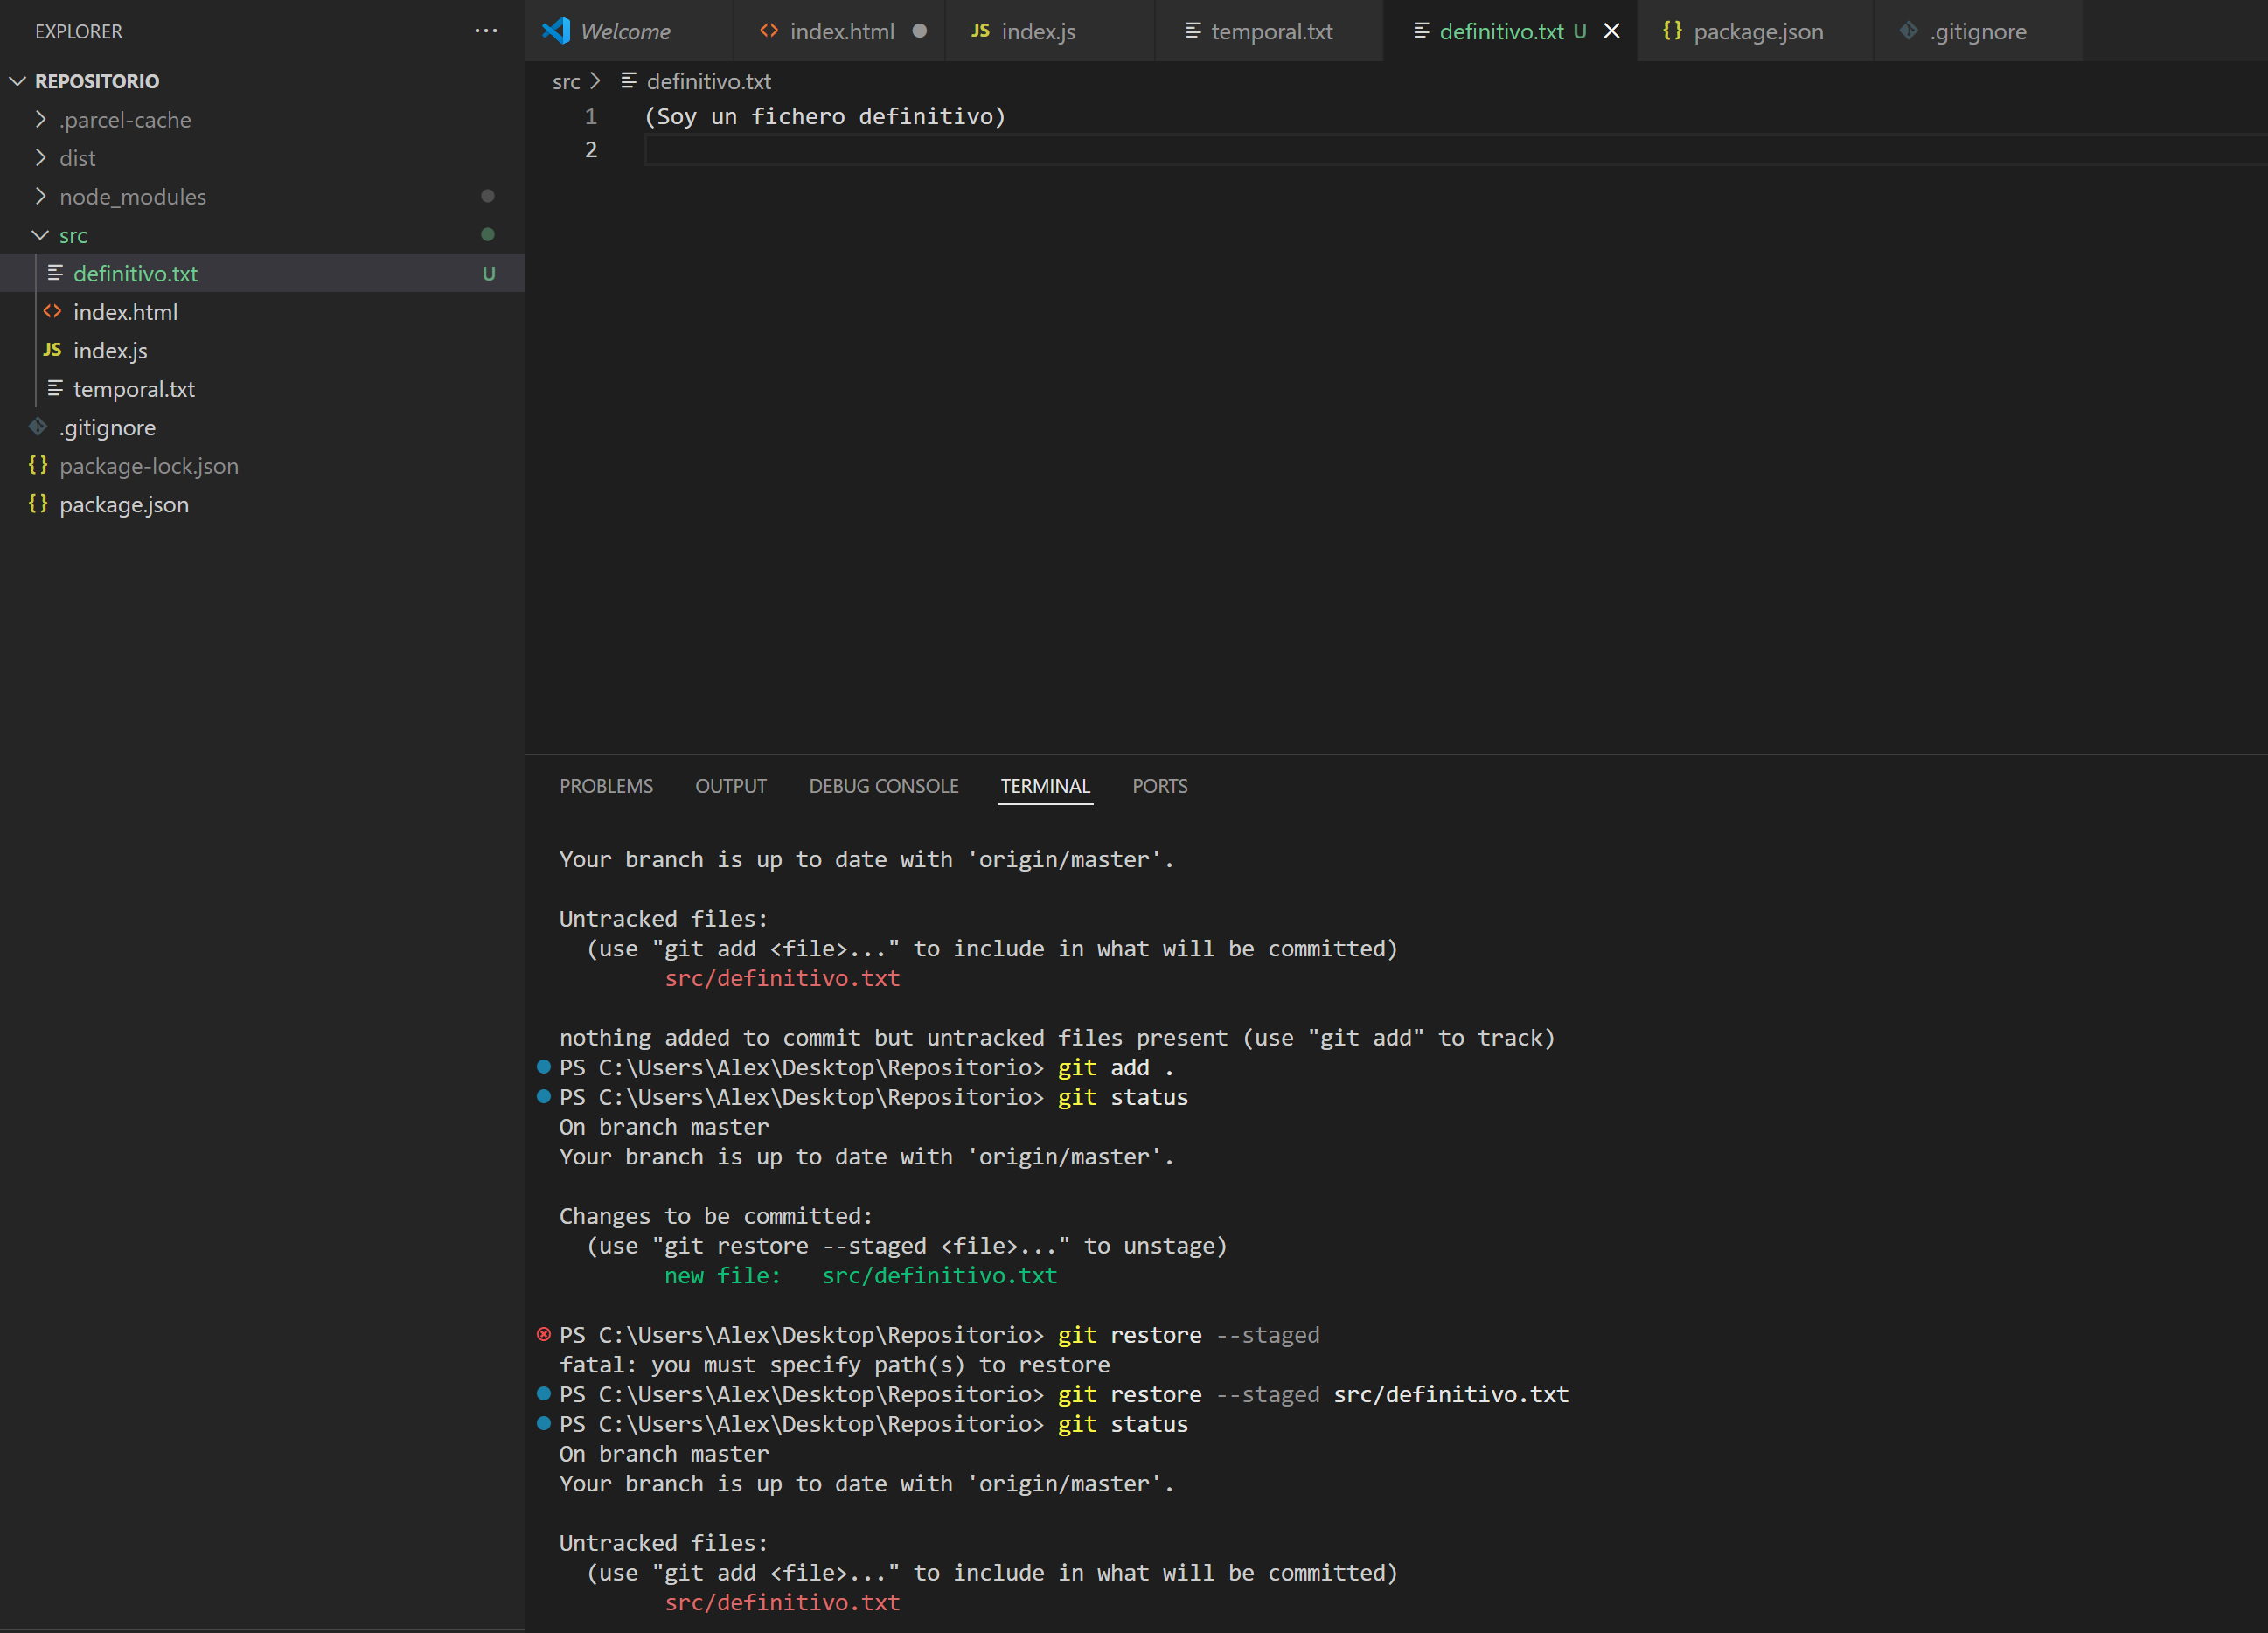 EXPLORER ...
REPOSITORIO
.parcel-cache
dist
node_modules
src
definitivo.txt U
index.html
JS index.js
temporal.txt
.gitignore
{} package-lock.json
{} package.json
Welcome
index.html
JS index.js
temporal.txt
definitivo.txt U
{} package.json
.gitignore
src > definitivo.txt
1 (Soy un fichero definitivo)
2
PROBLEMS OUTPUT DEBUG CONSOLE TERMINAL PORTS
Your branch is up to date with 'origin/master'.
Untracked files:
(use "git add <file>..." to include in what will be committed)
src/definitivo.txt
nothing added to commit but untracked files present (use "git add" to track)
PS C:\Users\Alex\Desktop\Repositorio> git add .
PS C:\Users\Alex\Desktop\Repositorio> git status
On branch master
Your branch is up to date with 'origin/master'.
Changes to be committed:
(use "git restore --staged <file>..." to unstage)
new file:   src/definitivo.txt
PS C:\Users\Alex\Desktop\Repositorio> git restore --staged
fatal: you must specify path(s) to restore
PS C:\Users\Alex\Desktop\Repositorio> git restore --staged src/definitivo.txt
PS C:\Users\Alex\Desktop\Repositorio> git status
On branch master
Your branch is up to date with 'origin/master'.
Untracked files:
(use "git add <file>..." to include in what will be committed)
src/definitivo.txt